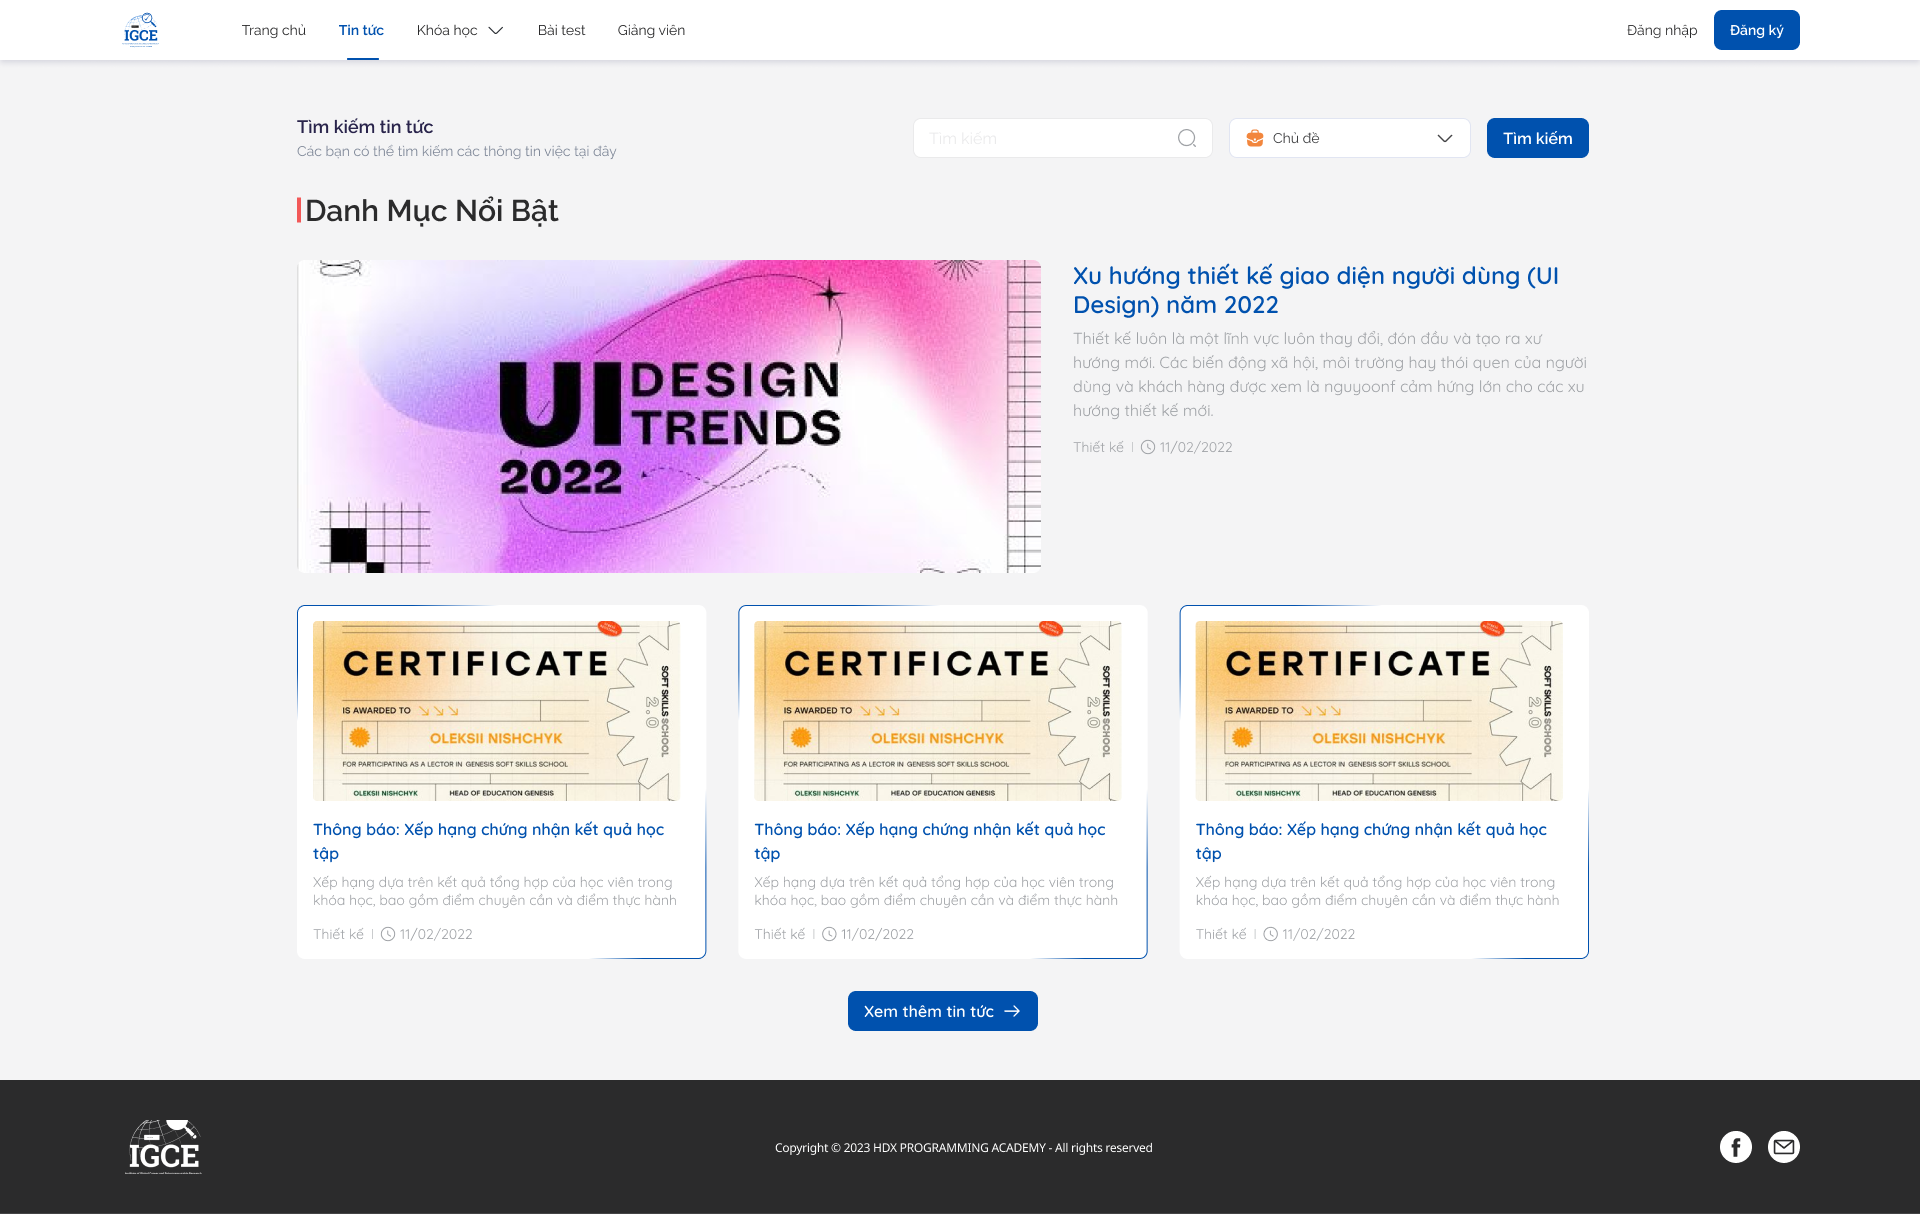 IGCE
Trang chủ
Tin tức
Khóa học
Bài test
Giảng viên
Đăng nhập
Đăng ký
Tìm kiếm tin tức
Các bạn có thể tìm kiếm các thông tin việc tại đây
Tìm kiếm
Chủ đề
Tìm kiếm
Danh Mục Nổi Bật
UI DESIGN
TRENDS
2022
Xu hướng thiết kế giao diện người dùng (UI
Design) năm 2022
Thiết kế luôn là một lĩnh vực luôn thay đổi, đón đầu và tạo ra xư
hướng mới. Các biến động xã hội, môi trường hay thói quen của người
dùng và khách hàng được xem là nguyoonf cảm hứng lớn cho các xu
hướng thiết kế mới.
Thiết kế | 11/02/2022
CERTIFICATE
IS AWARDED TO
OLEKSII NISHCHYK
FOR PARTICIPATING AS A LECTOR IN GENESIS SOFT SKILLS SCHOOL
OLEKSII NISHCHYK
HEAD OF EDUCATION GENESIS
SOFT SKILLS SCHOOL
2.0
Thông báo: Xếp hạng chứng nhận kết quả học
tập
Xếp hạng dựa trên kết quả tổng hợp của học viên trong
khóa học, bao gồm điểm chuyên cần và điểm thực hành
Thiết kế | 11/02/2022
CERTIFICATE
IS AWARDED TO
OLEKSII NISHCHYK
FOR PARTICIPATING AS A LECTOR IN GENESIS SOFT SKILLS SCHOOL
OLEKSII NISHCHYK
HEAD OF EDUCATION GENESIS
SOFT SKILLS SCHOOL
2.0
Thông báo: Xếp hạng chứng nhận kết quả học
tập
Xếp hạng dựa trên kết quả tổng hợp của học viên trong
khóa học, bao gồm điểm chuyên cần và điểm thực hành
Thiết kế | 11/02/2022
CERTIFICATE
IS AWARDED TO
OLEKSII NISHCHYK
FOR PARTICIPATING AS A LECTOR IN GENESIS SOFT SKILLS SCHOOL
OLEKSII NISHCHYK
HEAD OF EDUCATION GENESIS
SOFT SKILLS SCHOOL
2.0
Thông báo: Xếp hạng chứng nhận kết quả học
tập
Xếp hạng dựa trên kết quả tổng hợp của học viên trong
khóa học, bao gồm điểm chuyên cần và điểm thực hành
Thiết kế | 11/02/2022
Xem thêm tin tức
IGCE
Copyright © 2023 HDX PROGRAMMING ACADEMY - All rights reserved